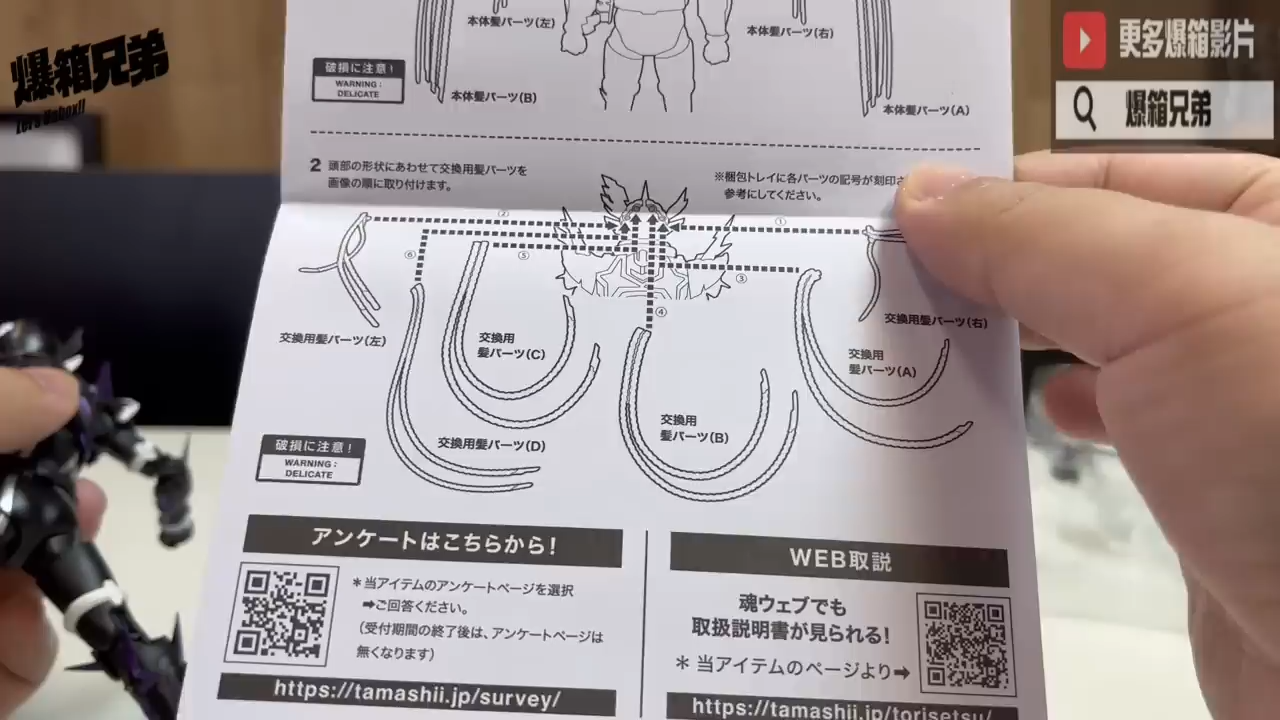 爆箱兄弟
Let's Unbox!!
更多爆箱影片
爆箱兄弟
本体髪パーツ(左)
本体髪パーツ(右)
破損に注意!
WARNING:
DELICATE
本体髪パーツ(B)
本体髪パーツ(A)
2 頭部の形状にあわせて交換用髪パーツを
画像の順に取り付けます。
※梱包トレイに各パーツの記号が刻印さ
参考にしてください。
②
①
⑥
⑤
③
④
交換用髪パーツ(左)
交換用
髪パーツ(C)
交換用髪パーツ(右)
交換用
髪パーツ(A)
交換用
髪パーツ(B)
交換用髪パーツ(D)
破損に注意!
WARNING:
DELICATE
アンケートはこちらから!
*当アイテムのアンケートページを選択
➡ご回答ください。
(受付期間の終了後は、アンケートページは
無くなります)
https://tamashii.jp/survey/
WEB取説
魂ウェブでも
取扱説明書が見られる!
* 当アイテムのページより➡
https://tamashii.jp/torisetsu/